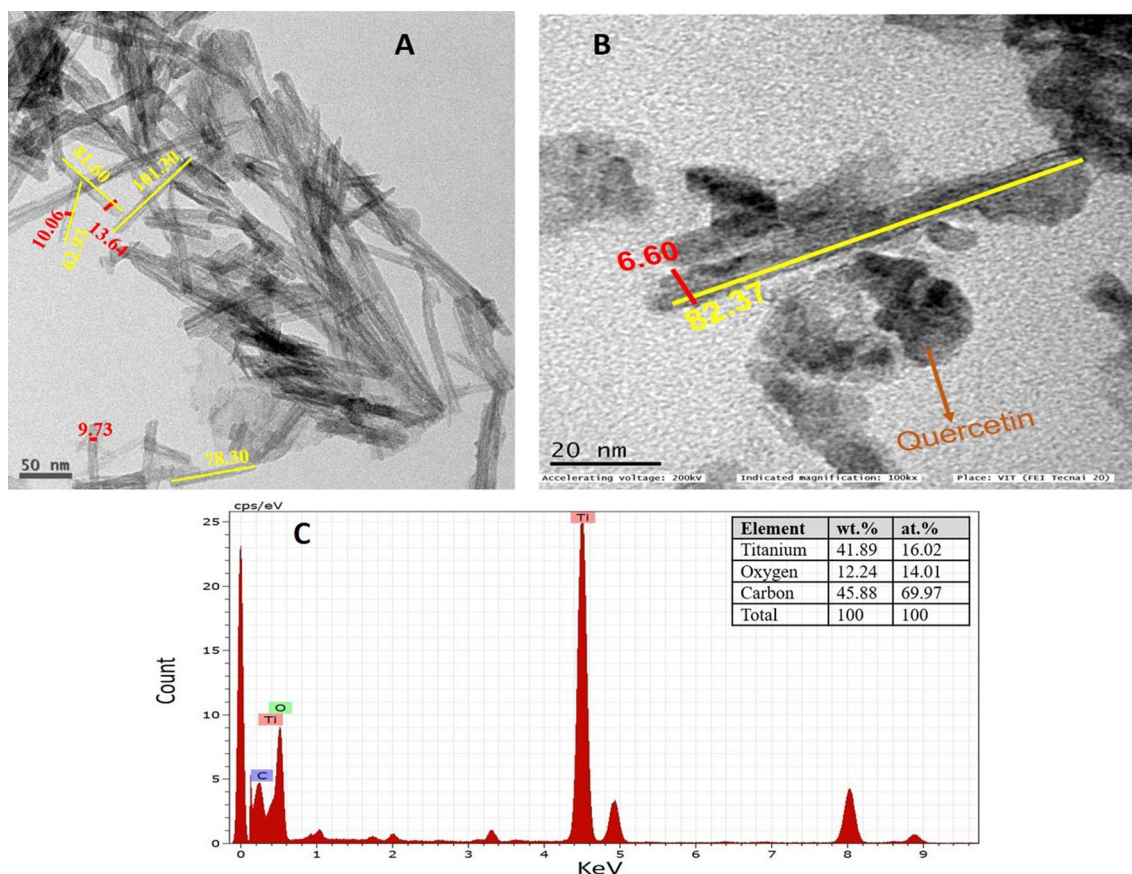 A
81.60
101.30
10.06
62.91
13.64
9.73
78.30
50 nm
B
6.60
82.37
Quercetin
20 nm
Accelerating voltage: 200kV Indicated magnification: 100kx Place: VIT (FEI Tecnai 20)
cps/eV
C
Ti
Element wt.% at.%
Titanium 41.89 16.02
Oxygen 12.24 14.01
Carbon 45.88 69.97
Total 100 100
25
20
15
10
5
0
Count
O
Ti
C
0 1 2 3 4 5 6 7 8 9
KeV